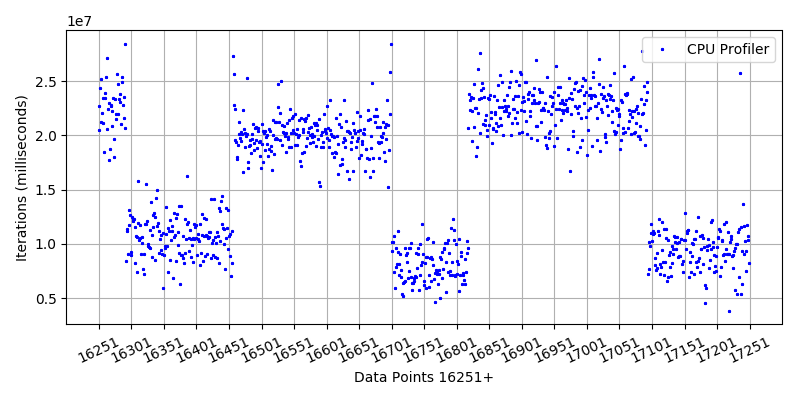 1e7
CPU Profiler
2.5
2.0
1.5
1.0
0.5
Iterations (milliseconds)
16251 16301 16351 16401 16451 16501 16551 16601 16651 16701 16751 16801 16851 16901 16951 17001 17051 17101 17151 17201 17251
Data Points 16251+